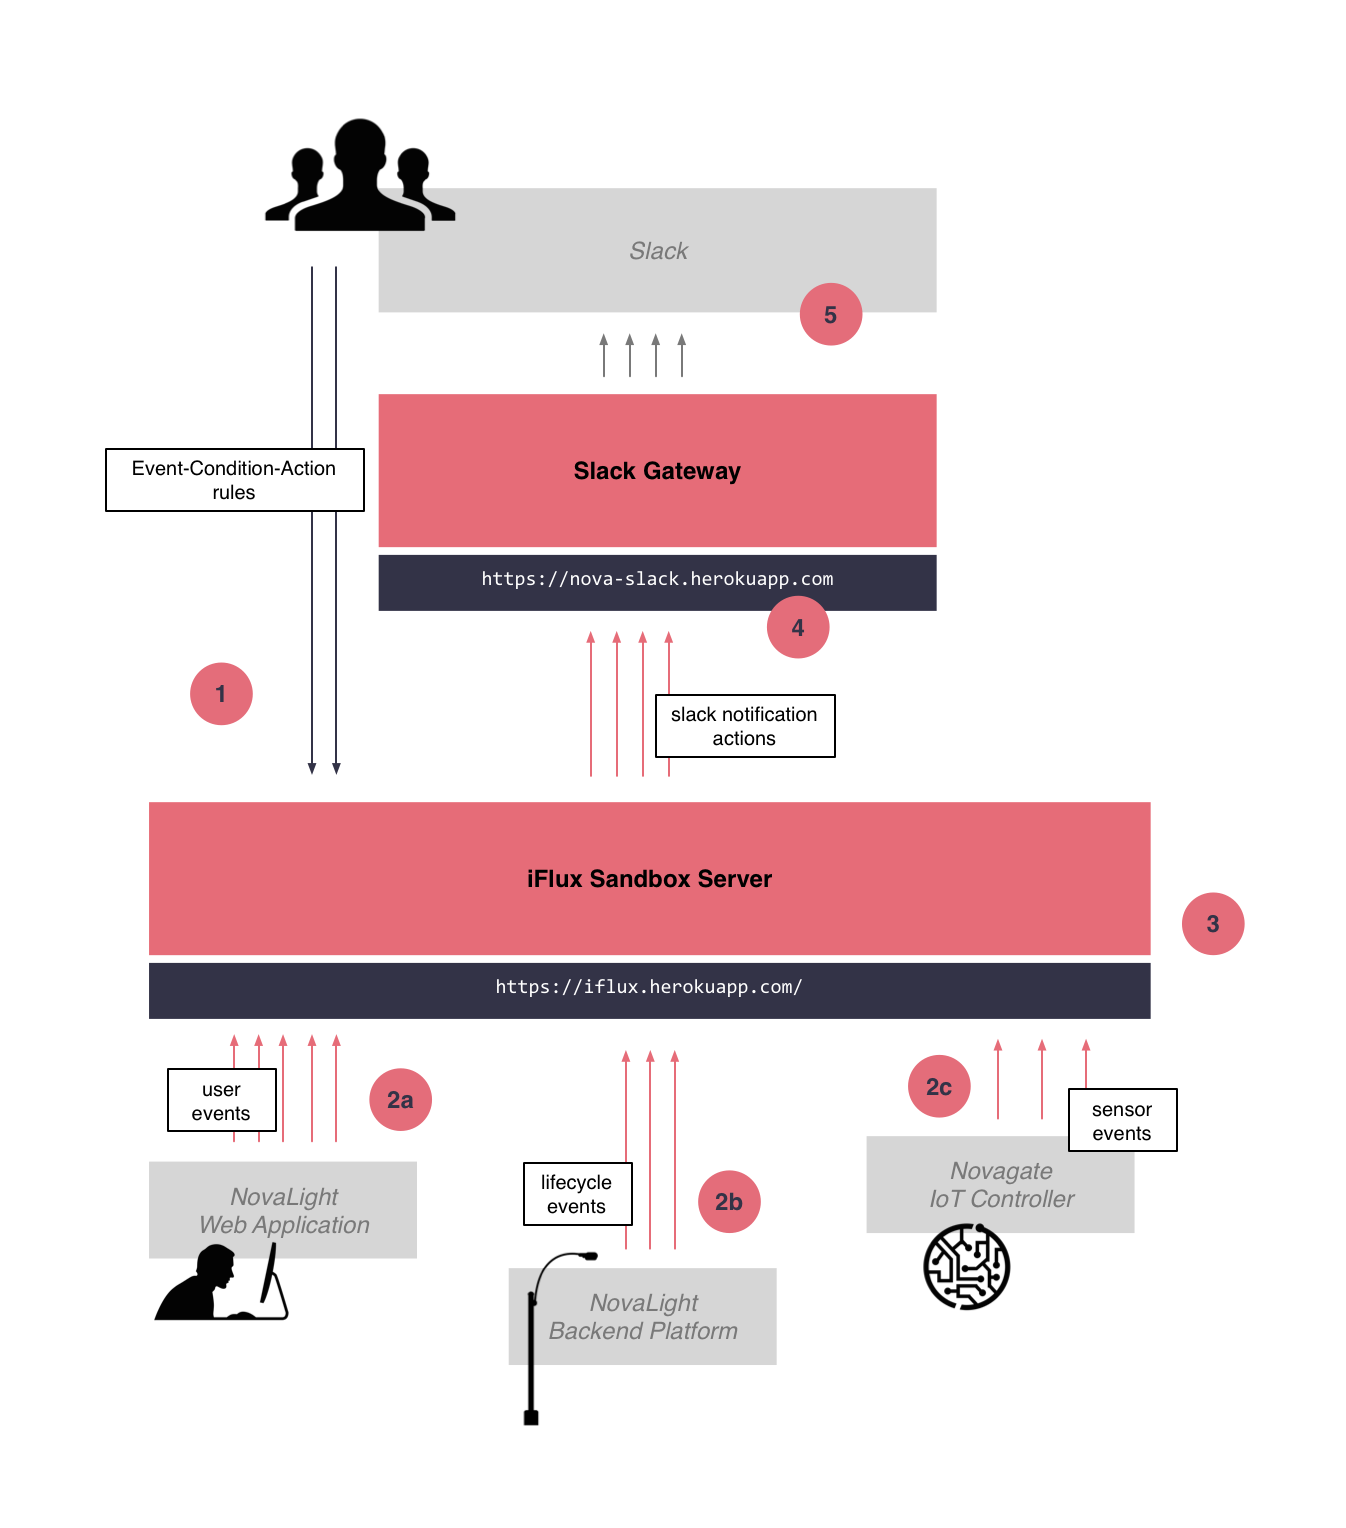 Slack
5
Slack Gateway
Event-Condition-Action
rules
https://nova-slack.herokuapp.com
4
1
slack notification
actions
iFlux Sandbox Server
3
https://iflux.herokuapp.com/
user
events
2a
2c
sensor
events
lifecycle
events
2b
NovaLight
Web Application
Novagate
IoT Controller
NovaLight
Backend Platform